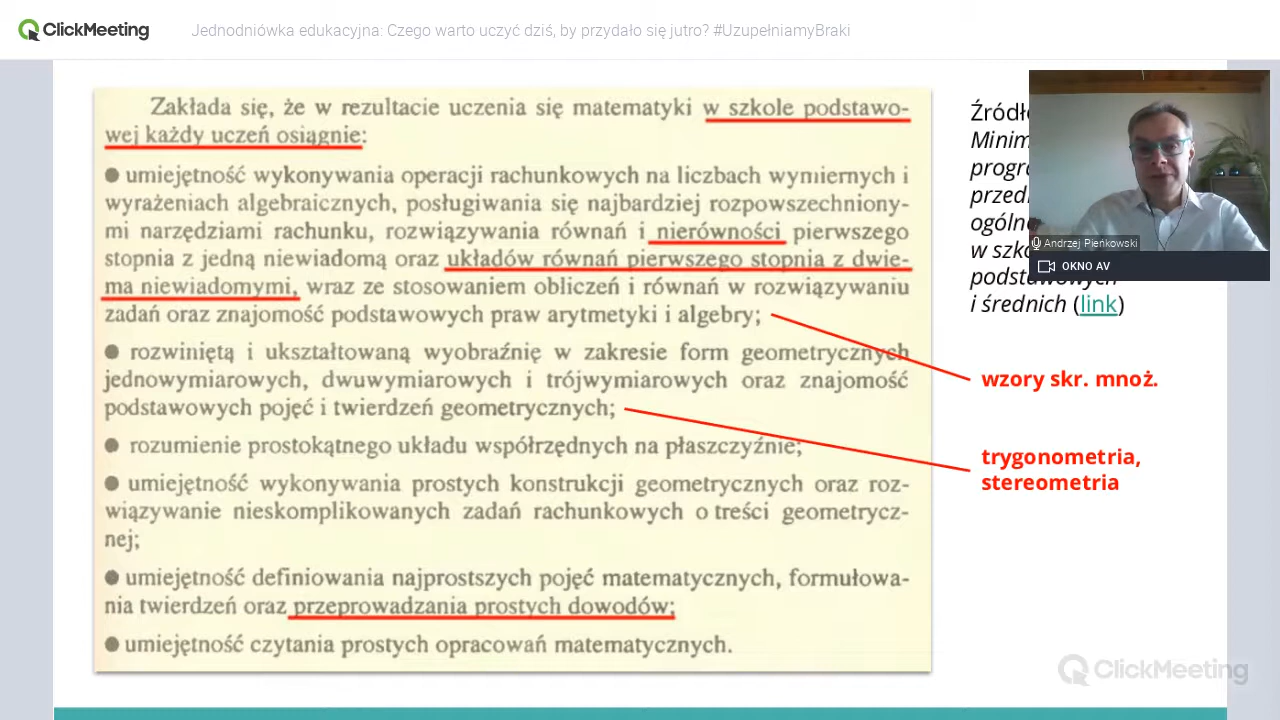 ClickMeeting
Jednodniówka edukacyjna: Czego warto uczyć dziś, by przydało się jutro? #UzupełniamyBraki
Zakłada się, że w rezultacie uczenia się matematyki w szkole podstawo-
wej każdy uczeń osiągnie:
● umiejętność wykonywania operacji rachunkowych na liczbach wymiernych i
wyrażeniach algebraicznych, posługiwania się najbardziej rozpowszechniony-
mi narzędziami rachunku, rozwiązywania równań i nierówności pierwszego
stopnia z jedną niewiadomą oraz układów równań pierwszego stopnia z dwie-
ma niewiadomymi, wraz ze stosowaniem obliczeń i równań w rozwiązywaniu
zadań oraz znajomość podstawowych praw arytmetyki i algebry;
● rozwiniętą i ukształtowaną wyobraźnię w zakresie form geometrycznych
jednowymiarowych, dwuwymiarowych i trójwymiarowych oraz znajomość
podstawowych pojęć i twierdzeń geometrycznych;
● rozumienie prostokątnego układu współrzędnych na płaszczyźnie;
● umiejętność wykonywania prostych konstrukcji geometrycznych oraz roz-
wiązywanie nieskomplikowanych zadań rachunkowych o treści geometrycz-
nej;
● umiejętność definiowania najprostszych pojęć matematycznych, formułowa-
nia twierdzeń oraz przeprowadzania prostych dowodów;
● umiejętność czytania prostych opracowań matematycznych.
w
podstawowych
i średnich (link)
wzory skr. mnoż.
trygonometria,
stereometria
Andrzej Pieńkowski
OKNO AV
ClickMeeting